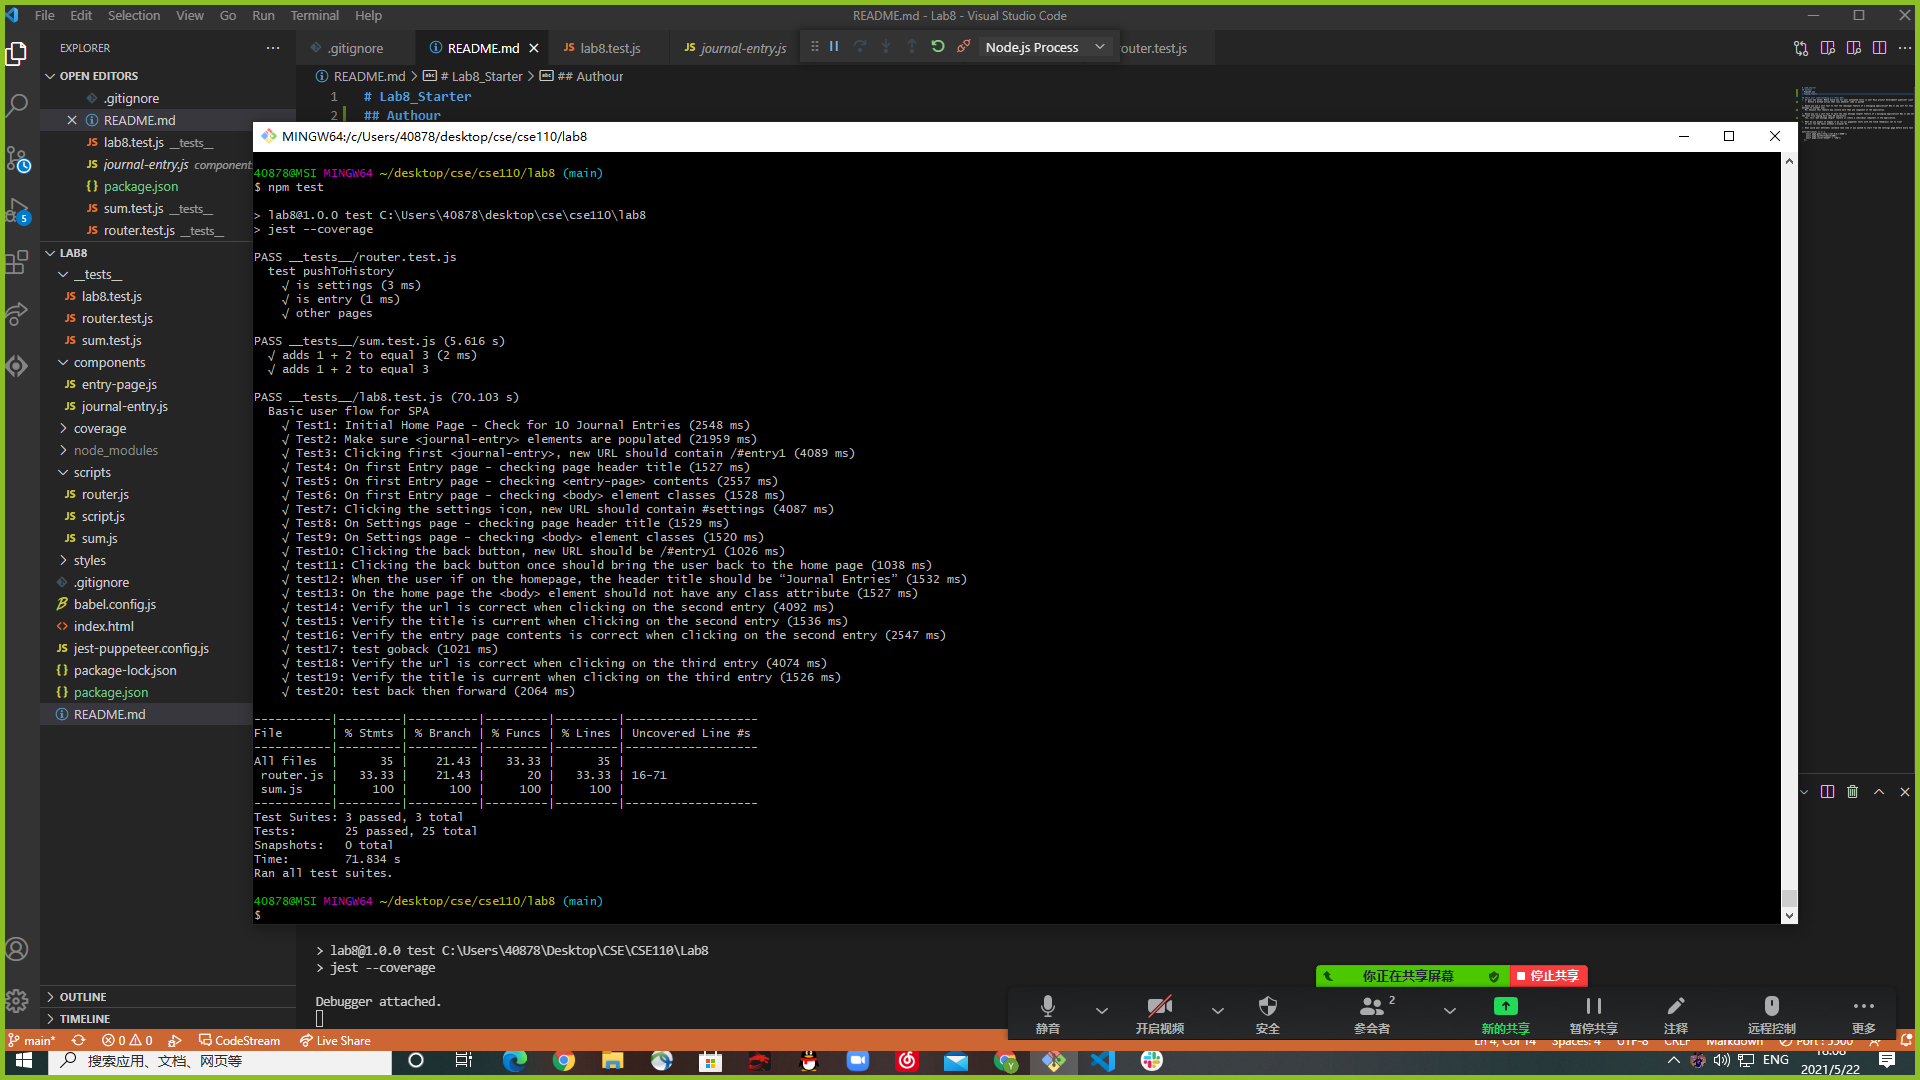 File Edit Selection View Go Run Terminal Help
README.md - Lab8 - Visual Studio Code
EXPLORER
.gitignore
README.md
lab8.test.js
journal-entry.js
Node.js Process
router.test.js
README.md > # Lab8_Starter > ## Authour
1 # Lab8_Starter
2 ## Authour
OPEN EDITORS
.gitignore
README.md
JS lab8.test.js __tests__
JS journal-entry.js component
{} package.json
JS sum.test.js __tests__
JS router.test.js __tests__
LAB8
__tests__
JS lab8.test.js
JS router.test.js
JS sum.test.js
components
JS entry-page.js
JS journal-entry.js
coverage
node_modules
scripts
JS router.js
JS script.js
JS sum.js
styles
.gitignore
babel.config.js
index.html
JS jest-puppeteer.config.js
{} package-lock.json
{} package.json
README.md
OUTLINE
TIMELINE
5
MINGW64:/c/Users/40878/desktop/cse/cse110/lab8
40878@MSI MINGW64 ~/desktop/cse/cse110/lab8 (main)
$ npm test
> lab8@1.0.0 test C:\Users\40878\desktop\cse\cse110\lab8
> jest --coverage
PASS __tests__/router.test.js
test pushToHistory
√ is settings (3 ms)
√ is entry (1 ms)
√ other pages
PASS __tests__/sum.test.js (5.616 s)
√ adds 1 + 2 to equal 3 (2 ms)
√ adds 1 + 2 to equal 3
PASS __tests__/lab8.test.js (70.103 s)
Basic user flow for SPA
√ Test1: Initial Home Page - Check for 10 Journal Entries (2548 ms)
√ Test2: Make sure <journal-entry> elements are populated (21959 ms)
√ Test3: Clicking first <journal-entry>, new URL should contain /#entry1 (4089 ms)
√ Test4: On first Entry page - checking page header title (1527 ms)
√ Test5: On first Entry page - checking <entry-page> contents (2557 ms)
√ Test6: On first Entry page - checking <body> element classes (1528 ms)
√ Test7: Clicking the settings icon, new URL should contain #settings (4087 ms)
√ Test8: On Settings page - checking page header title (1529 ms)
√ Test9: On Settings page - checking <body> element classes (1520 ms)
√ Test10: Clicking the back button, new URL should be /#entry1 (1026 ms)
√ test11: Clicking the back button once should bring the user back to the home page (1038 ms)
√ test12: When the user if on the homepage, the header title should be “Journal Entries” (1532 ms)
√ test13: On the home page the <body> element should not have any class attribute (1527 ms)
√ test14: Verify the url is correct when clicking on the second entry (4092 ms)
√ test15: Verify the title is current when clicking on the second entry (1536 ms)
√ test16: Verify the entry page contents is correct when clicking on the second entry (2547 ms)
√ test17: test goback (1021 ms)
√ test18: Verify the url is correct when clicking on the third entry (4074 ms)
√ test19: Verify the title is current when clicking on the third entry (1526 ms)
√ test20: test back then forward (2064 ms)
-----------|---------|----------|---------|---------|-------------------
File | % Stmts | % Branch | % Funcs | % Lines | Uncovered Line #s
-----------|---------|----------|---------|---------|-------------------
All files | 35 | 21.43 | 33.33 | 35 |
router.js | 33.33 | 21.43 | 20 | 33.33 | 16-71
sum.js | 100 | 100 | 100 | 100 |
-----------|---------|----------|---------|---------|-------------------
Test Suites: 3 passed, 3 total
Tests: 25 passed, 25 total
Snapshots: 0 total
Time: 71.834 s
Ran all test suites.
40878@MSI MINGW64 ~/desktop/cse/cse110/lab8 (main)
$
> lab8@1.0.0 test C:\Users\40878\Desktop\CSE\CSE110\Lab8
> jest --coverage
Debugger attached.
你正在共享屏幕 停止共享
静音 开启视频 安全 参会者 2 新的共享 暂停共享 注释 远程控制 更多
main* 0 0 CodeStream Live Share
Ln 4, Col 14 Spaces: 4 UTF-8 CRLF Markdown Port : 5500
搜索应用、文档、网页等
ENG
18:06
2021/5/22